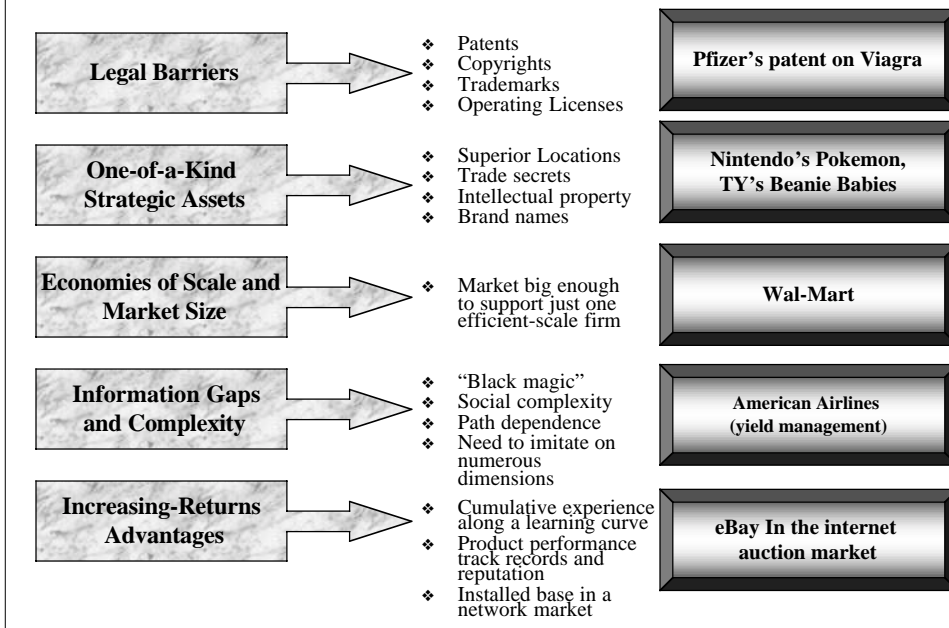 Legal Barriers
❖ Patents
❖ Copyrights
❖ Trademarks
❖ Operating Licenses
Pfizer’s patent on Viagra
One-of-a-Kind
Strategic Assets
❖ Superior Locations
❖ Trade secrets
❖ Intellectual property
❖ Brand names
Nintendo’s Pokemon,
TY’s Beanie Babies
Economies of Scale and
Market Size
❖ Market big enough
to support just one
efficient-scale firm
Wal-Mart
Information Gaps
and Complexity
❖ “Black magic”
❖ Social complexity
❖ Path dependence
❖ Need to imitate on
numerous
dimensions
American Airlines
(yield management)
Increasing-Returns
Advantages
❖ Cumulative experience
along a learning curve
❖ Product performance
track records and
reputation
❖ Installed base in a
network market
eBay In the internet
auction market